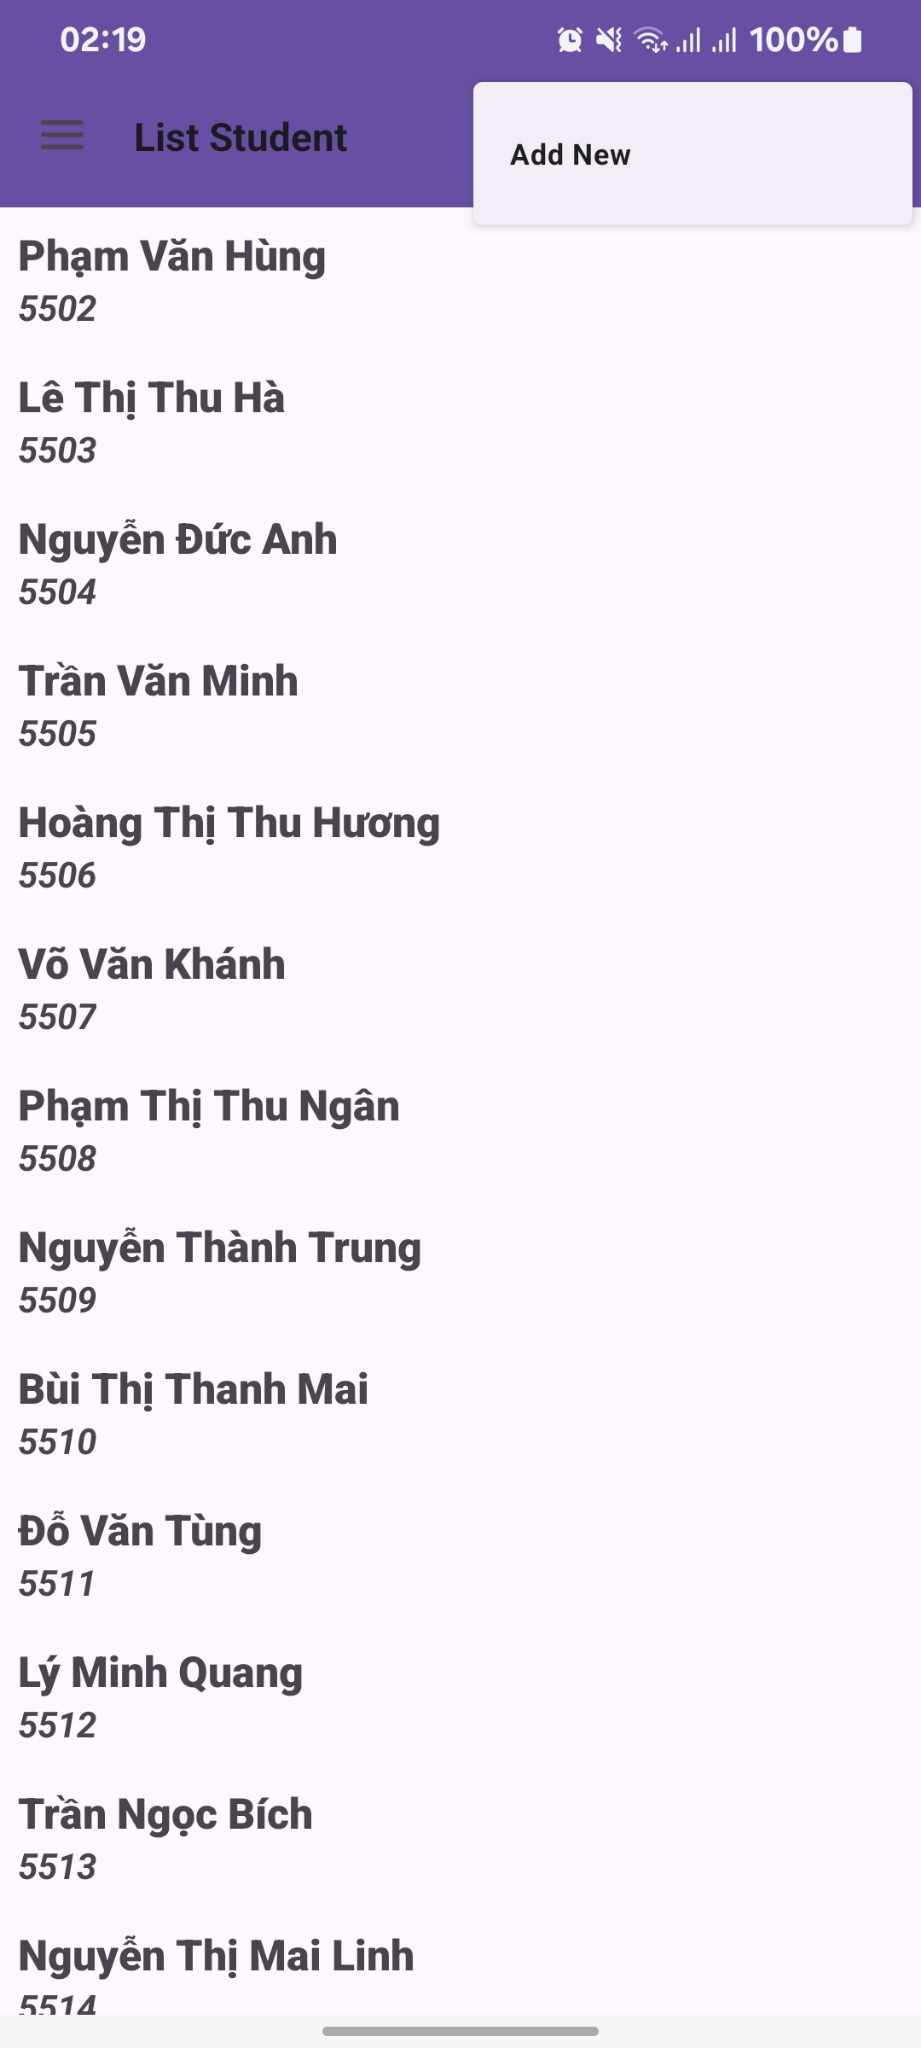 02:19
100%
List Student
Add New
Phạm Văn Hùng
5502
Lê Thị Thu Hà
5503
Nguyễn Đức Anh
5504
Trần Văn Minh
5505
Hoàng Thị Thu Hương
5506
Võ Văn Khánh
5507
Phạm Thị Thu Ngân
5508
Nguyễn Thành Trung
5509
Bùi Thị Thanh Mai
5510
Đỗ Văn Tùng
5511
Lý Minh Quang
5512
Trần Ngọc Bích
5513
Nguyễn Thị Mai Linh
5514